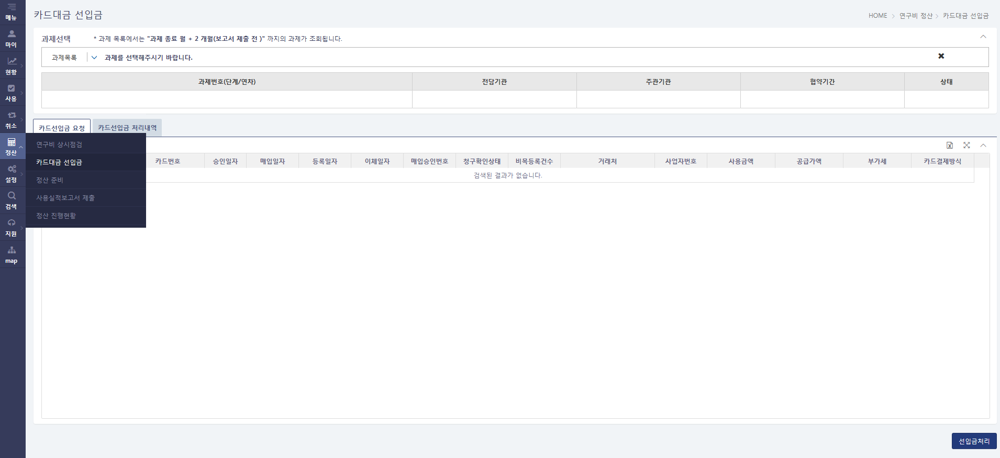 메뉴
마이
현황
사용
취소
정산
설정
검색
지원
map
카드대금 선입금
HOME > 연구비 정산 > 카드대금 선입금
과제선택 * 과제 목록에서는 "과제 종료 월 + 2 개월(보고서 제출 전 )" 까지의 과제가 조회됩니다.
과제목록 과제를 선택해주시기 바랍니다.
과제번호(단계/연차) 전담기관 주관기관 협약기간 상태
카드선입금 요청 카드선입금 처리내역
연구비 상시점검
카드대금 선입금
정산 준비
사용실적보고서 제출
정산 진행현황
카드번호 승인일자 매입일자 등록일자 이체일자 매입승인번호 청구확인상태 비목등록건수 거래처 사업자번호 사용금액 공급가액 부가세 카드결제방식
검색된 결과가 없습니다.
선입금처리